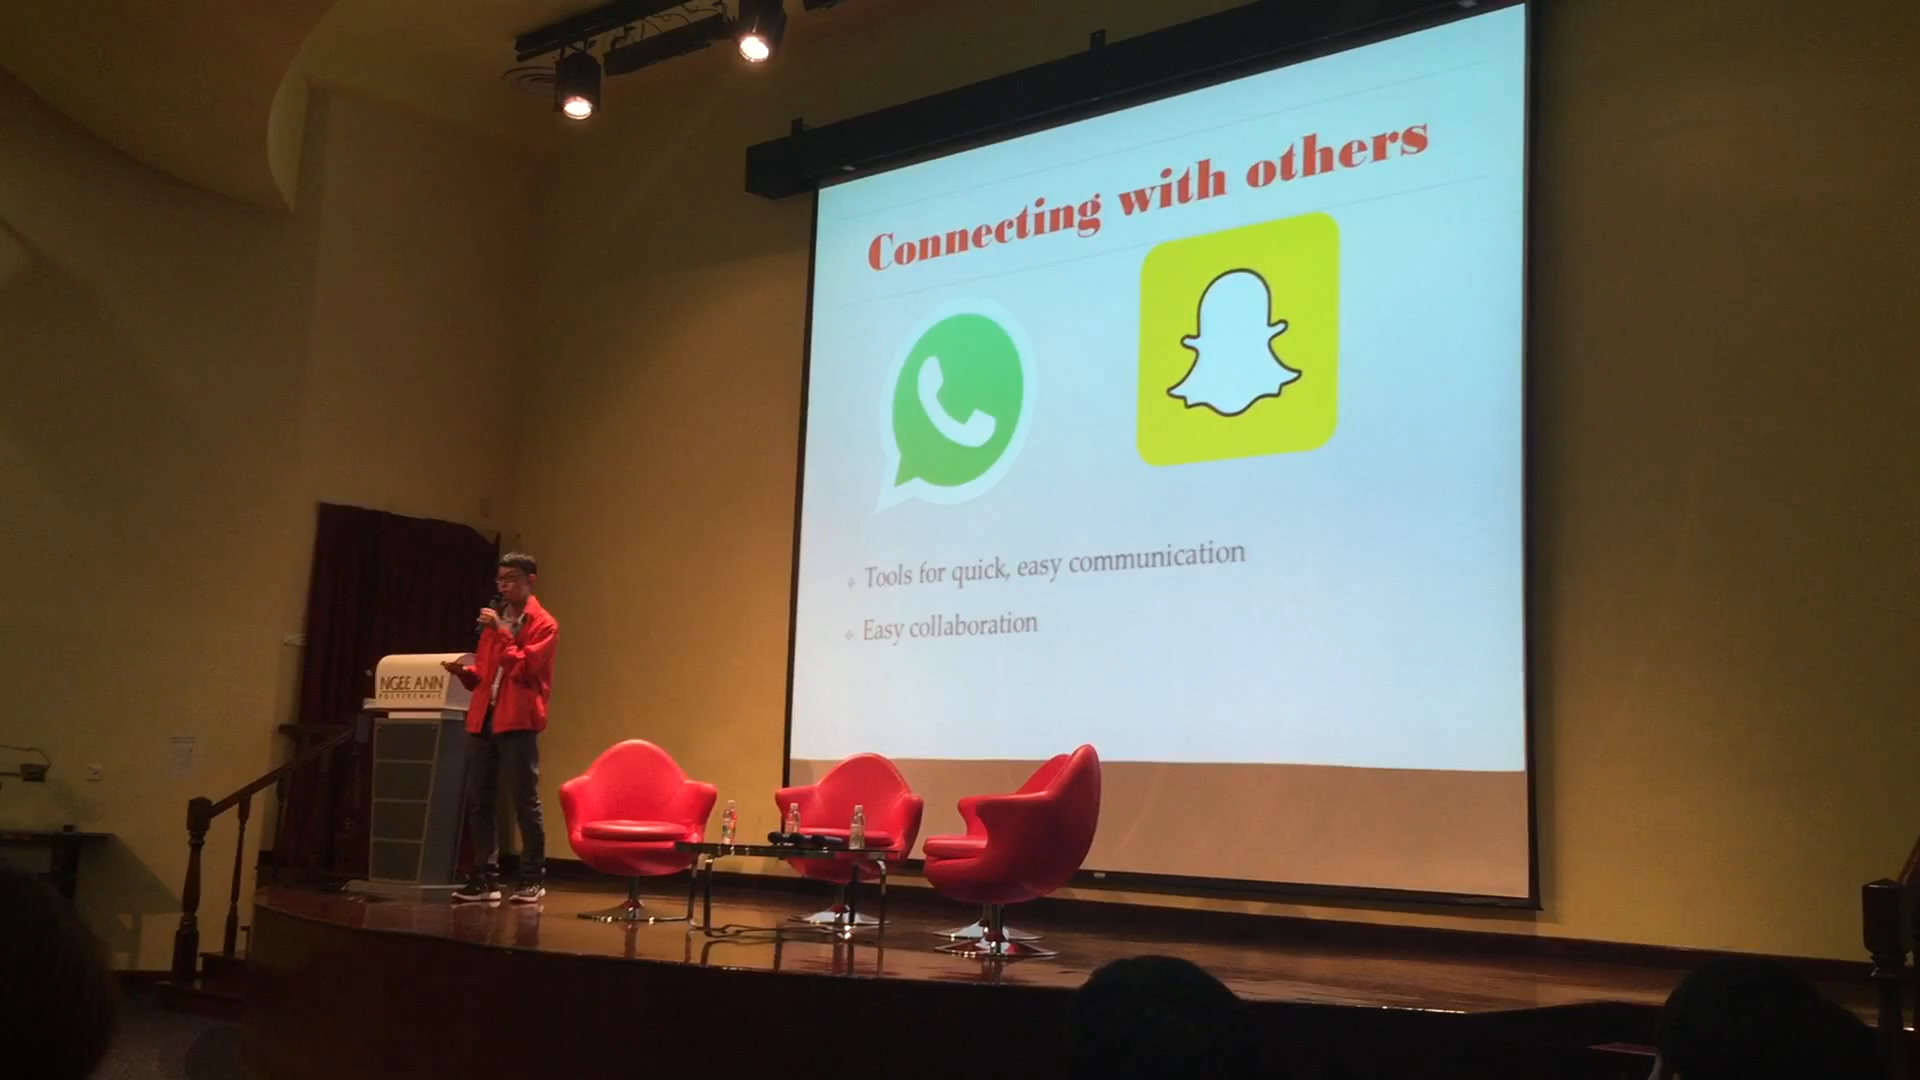 Connecting with others
Tools for quick, easy communication
Easy collaboration
NGEE ANN
POLYTECHNIC